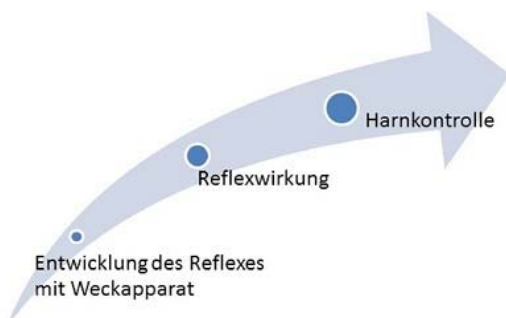 Harnkontrolle
Reflexwirkung
Entwicklung des Reflexes
mit Weckapparat